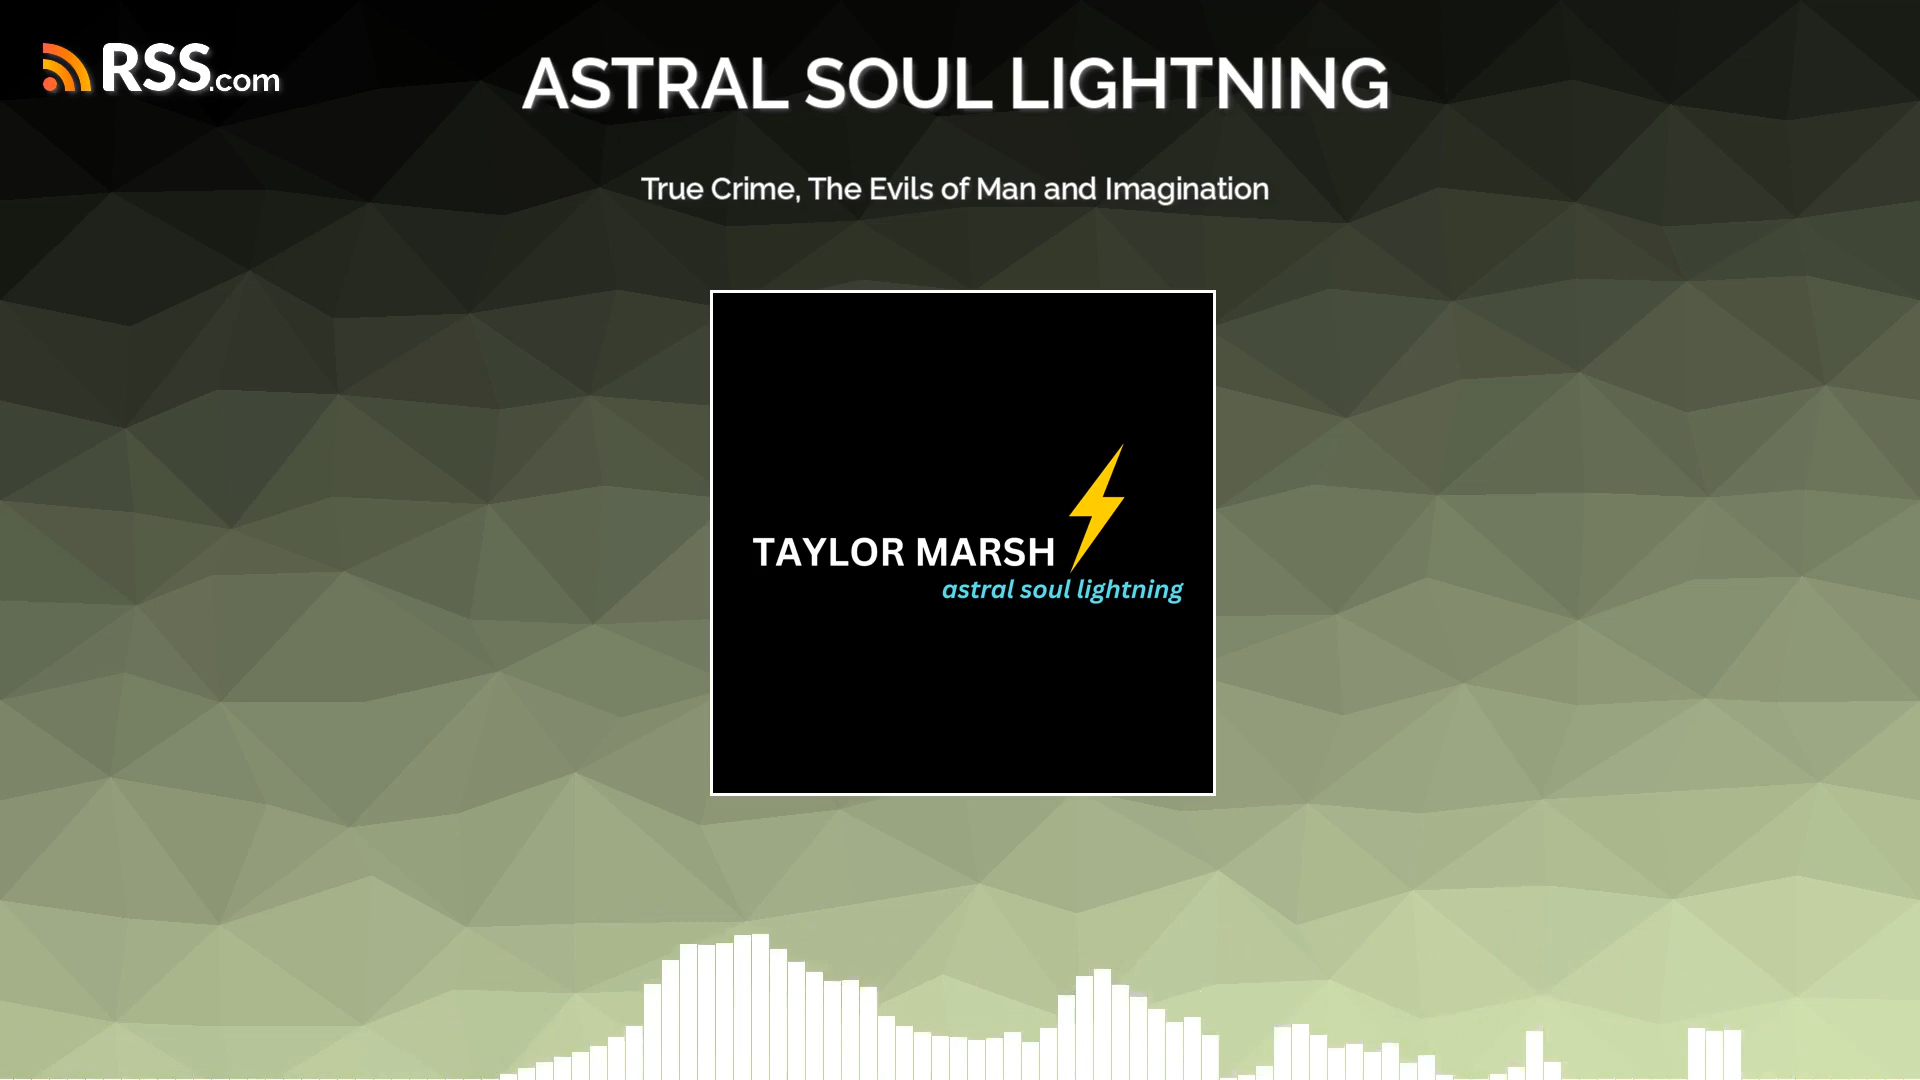 RSS.com
ASTRAL SOUL LIGHTNING
True Crime, The Evils of Man and Imagination
TAYLOR MARSH
astral soul lightning